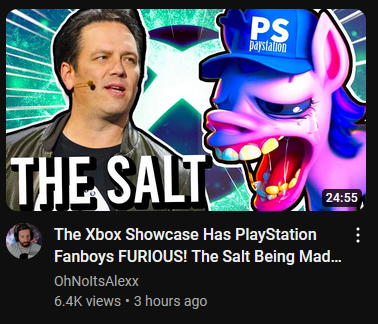 PS
paystation
THE SALT
24:55
The Xbox Showcase Has PlayStation
Fanboys FURIOUS! The Salt Being Mad...
OhNoItsAlexx
6.4K views • 3 hours ago